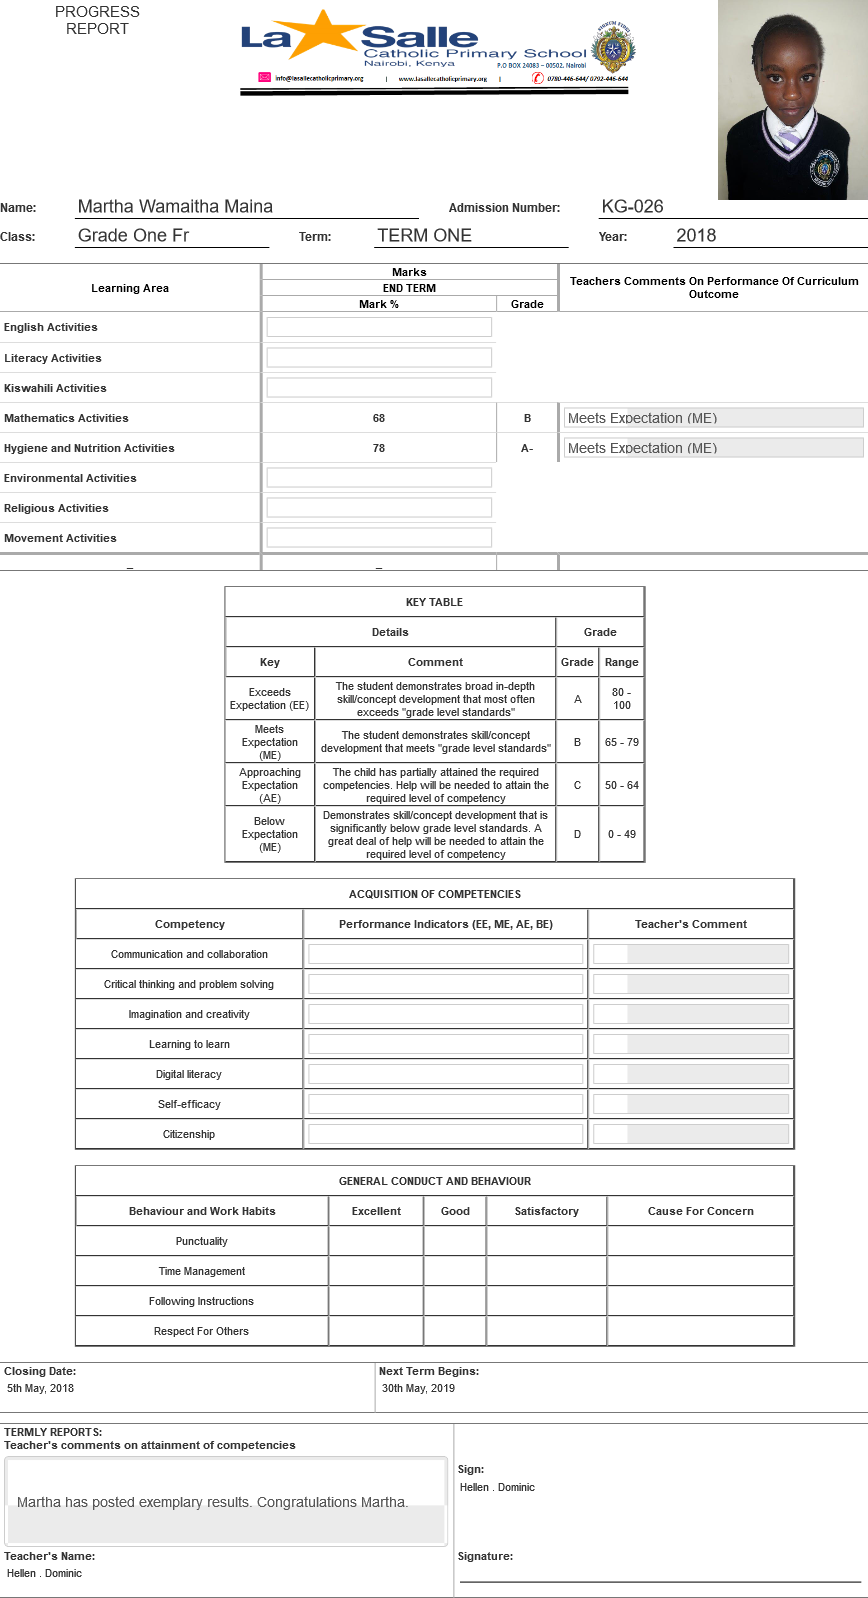 PROGRESS
REPORT
La Salle
Catholic Primary School
Nairobi, Kenya
P.O BOX 24083 – 00502, Nairobi
info@lasallecatholicprimary.org | www.lasallecatholicprimary.org | 0780-446-644/ 0792-446-644
Name: Martha Wamaitha Maina Admission Number: KG-026
Class: Grade One Fr Term: TERM ONE Year: 2018
Learning Area Marks Teachers Comments On Performance Of Curriculum Outcome
END TERM
Mark % Grade
English Activities
Literacy Activities
Kiswahili Activities
Mathematics Activities 68 B Meets Expectation (ME)
Hygiene and Nutrition Activities 78 A- Meets Expectation (ME)
Environmental Activities
Religious Activities
Movement Activities
_ _
KEY TABLE
Details Grade
Key Comment Grade Range
Exceeds Expectation (EE) The student demonstrates broad in-depth skill/concept development that most often exceeds "grade level standards" A 80 - 100
Meets Expectation (ME) The student demonstrates skill/concept development that meets "grade level standards" B 65 - 79
Approaching Expectation (AE) The child has partially attained the required competencies. Help will be needed to attain the required level of competency C 50 - 64
Below Expectation (ME) Demonstrates skill/concept development that is significantly below grade level standards. A great deal of help will be needed to attain the required level of competency D 0 - 49
ACQUISITION OF COMPETENCIES
Competency Performance Indicators (EE, ME, AE, BE) Teacher's Comment
Communication and collaboration
Critical thinking and problem solving
Imagination and creativity
Learning to learn
Digital literacy
Self-efficacy
Citizenship
GENERAL CONDUCT AND BEHAVIOUR
Behaviour and Work Habits Excellent Good Satisfactory Cause For Concern
Punctuality
Time Management
Following Instructions
Respect For Others
Closing Date: Next Term Begins:
5th May, 2018 30th May, 2019
TERMLY REPORTS:
Teacher's comments on attainment of competencies
Martha has posted exemplary results. Congratulations Martha.
Sign:
Hellen . Dominic
Teacher's Name: Signature:
Hellen . Dominic